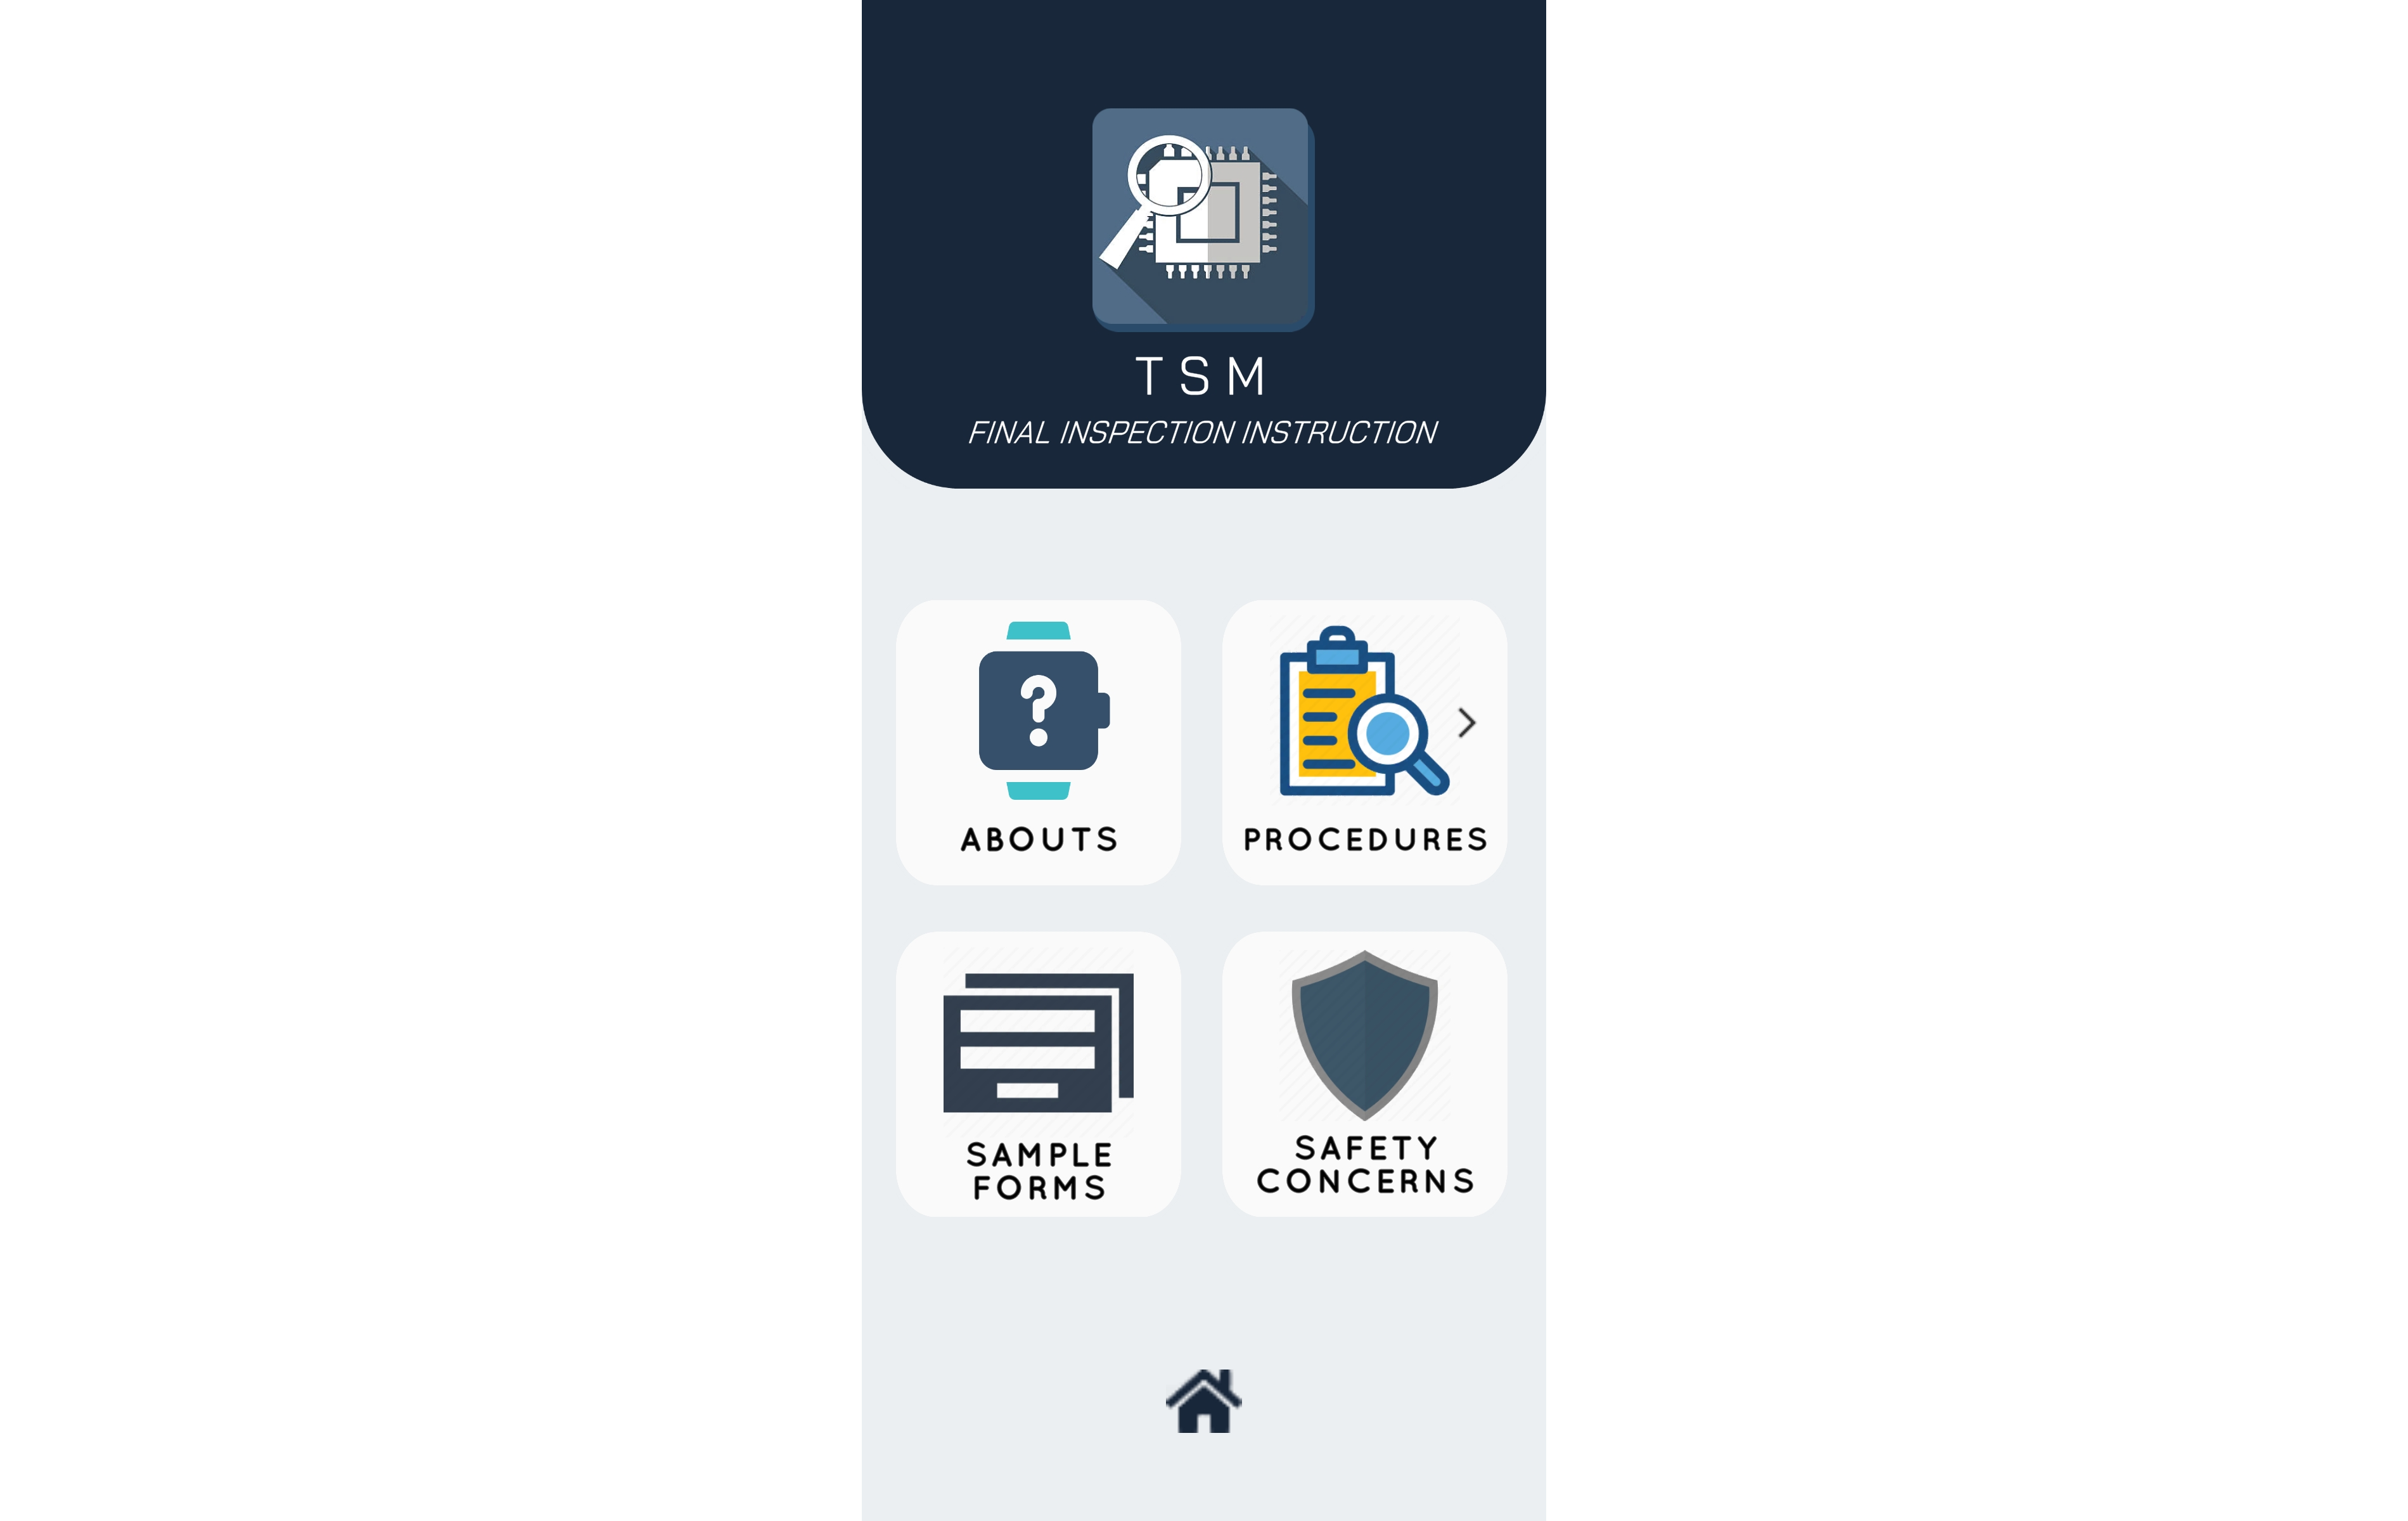 TSM
FINAL INSPECTION INSTRUCTION
ABOUTS
PROCEDURES
SAMPLE
FORMS
SAFETY
CONCERNS